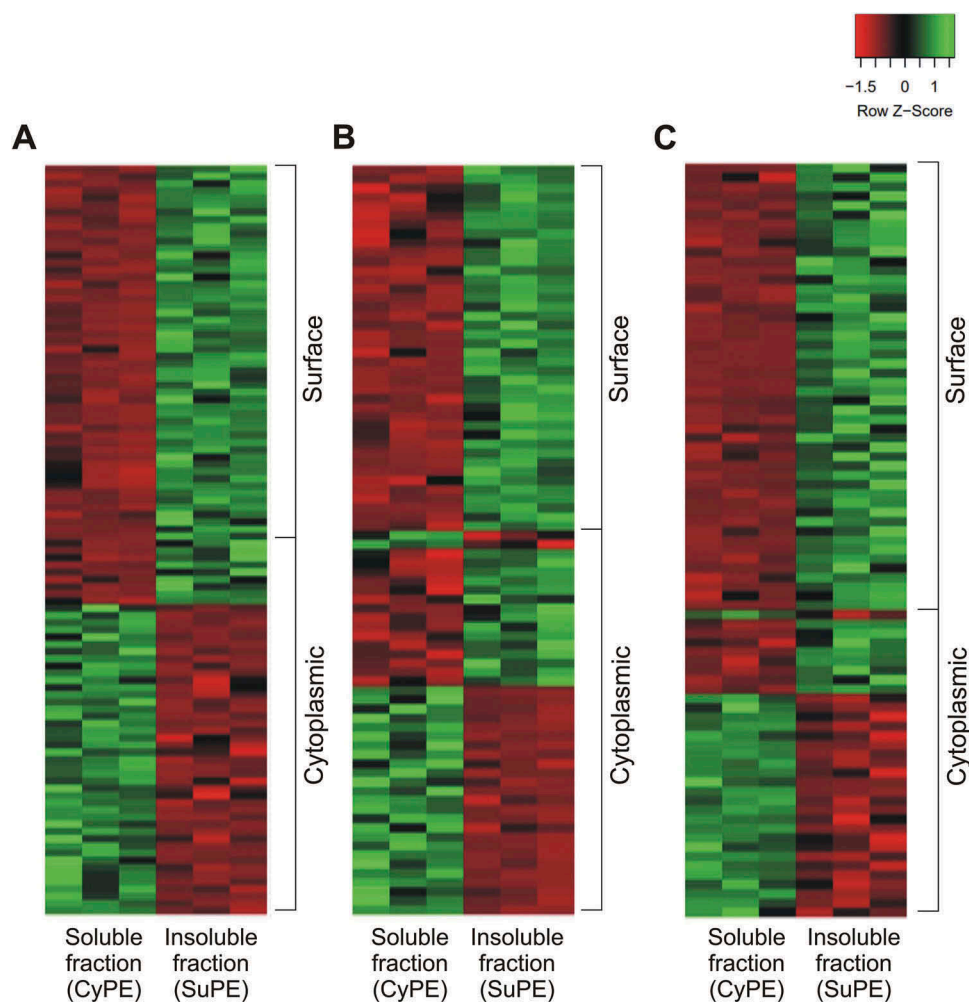 −1.5 0 1
Row Z−Score
A
B
C
Surface
Cytoplasmic
Surface
Cytoplasmic
Surface
Cytoplasmic
Soluble
fraction
(CyPE)
Insoluble
fraction
(SuPE)
Soluble
fraction
(CyPE)
Insoluble
fraction
(SuPE)
Soluble
fraction
(CyPE)
Insoluble
fraction
(SuPE)